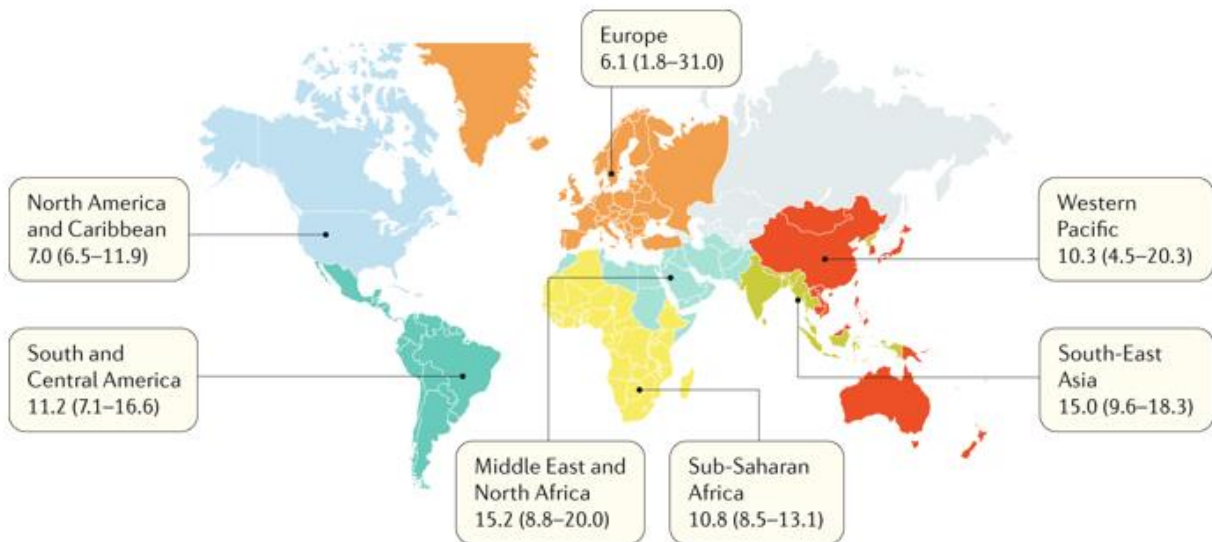 Europe
6.1 (1.8–31.0)
North America
and Caribbean
7.0 (6.5–11.9)
Western
Pacific
10.3 (4.5–20.3)
South and
Central America
11.2 (7.1–16.6)
South-East
Asia
15.0 (9.6–18.3)
Middle East and
North Africa
15.2 (8.8–20.0)
Sub-Saharan
Africa
10.8 (8.5–13.1)